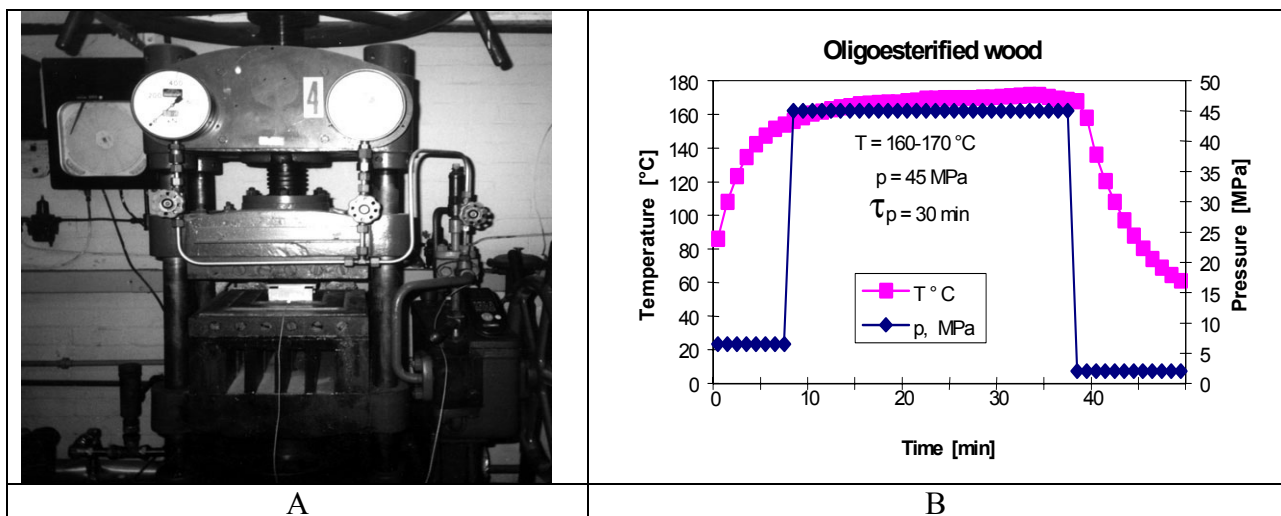 400
200
4
A
Oligoesterified wood
Temperature [°C]
180
160
140
120
100
80
60
40
20
0
T = 160-170 °C
p = 45 MPa
τp = 30 min
T ° C
p, MPa
50
45
40
35
30
25
20
15
10
5
0
Pressure [MPa]
0
10
20
30
40
Time [min]
B